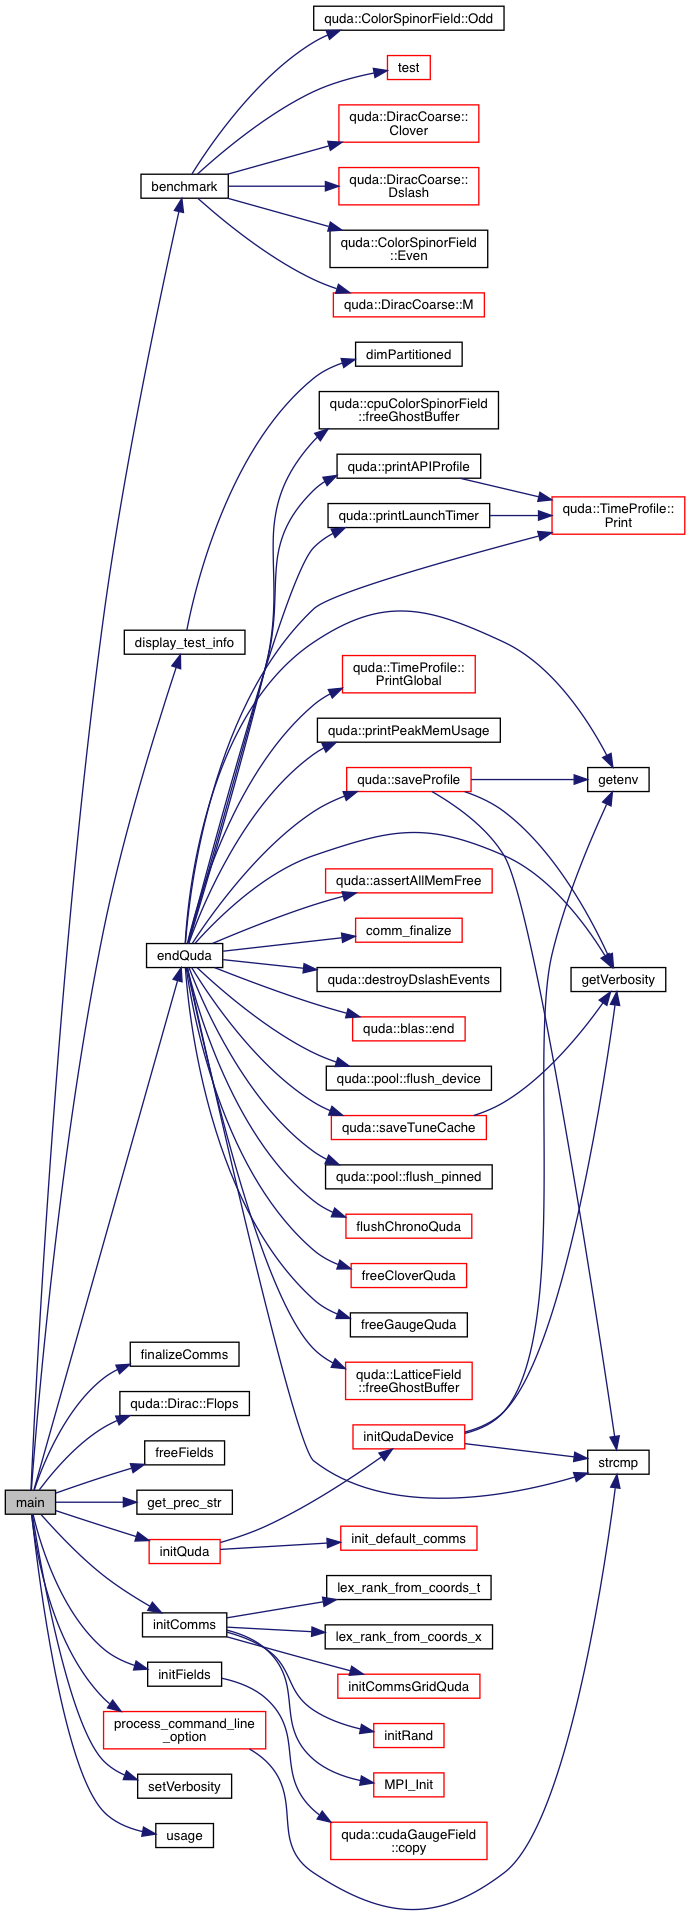 quda::ColorSpinorField::Odd
test
quda::DiracCoarse::
Clover
benchmark
quda::DiracCoarse::
Dslash
quda::ColorSpinorField
::Even
quda::DiracCoarse::M
dimPartitioned
quda::cpuColorSpinorField
::freeGhostBuffer
quda::printAPIProfile
quda::printLaunchTimer
quda::TimeProfile::
Print
display_test_info
quda::TimeProfile::
PrintGlobal
quda::printPeakMemUsage
quda::saveProfile
getenv
quda::assertAllMemFree
comm_finalize
endQuda
quda::destroyDslashEvents
getVerbosity
quda::blas::end
quda::pool::flush_device
quda::saveTuneCache
quda::pool::flush_pinned
flushChronoQuda
freeCloverQuda
freeGaugeQuda
finalizeComms
quda::LatticeField
::freeGhostBuffer
quda::Dirac::Flops
initQudaDevice
freeFields
strcmp
main
get_prec_str
initQuda
init_default_comms
lex_rank_from_coords_t
initComms
lex_rank_from_coords_x
initFields
initCommsGridQuda
process_command_line
_option
initRand
setVerbosity
MPI_Init
usage
quda::cudaGaugeField
::copy